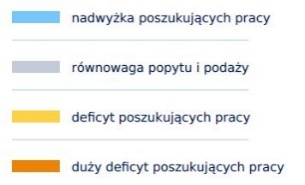 nadwyżka poszukujących pracy
równowaga popytu i podaży
deficyt poszukujących pracy
duży deficyt poszukujących pracy